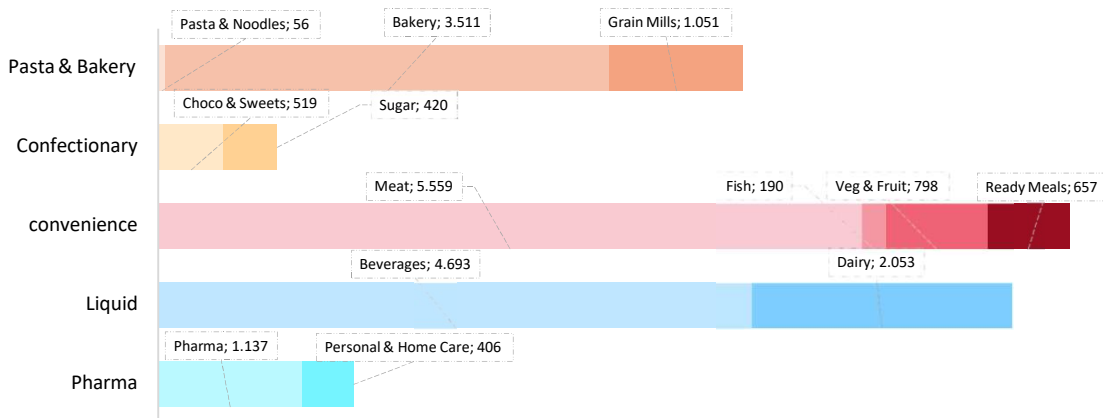 Pasta & Noodles; 56
Bakery; 3.511
Grain Mills; 1.051
Pasta & Bakery
Choco & Sweets; 519
Sugar; 420
Confectionary
Meat; 5.559
Fish; 190
Veg & Fruit; 798
Ready Meals; 657
convenience
Beverages; 4.693
Dairy; 2.053
Liquid
Pharma; 1.137
Personal & Home Care; 406
Pharma